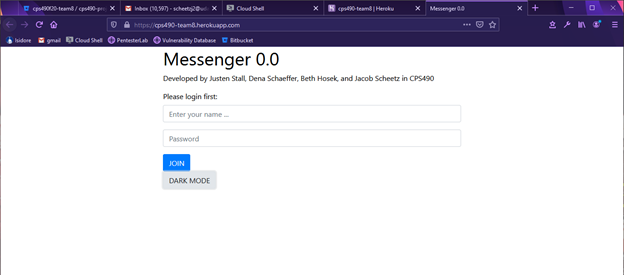 cps490f20-team8 / cps490-pro
Inbox (10,597) - scheetzj2@ud
Cloud Shell
cps490-team8 | Heroku
Messenger 0.0
https://cps490-team8.herokuapp.com
Isidore
gmail
Cloud Shell
PentesterLab
Vulnerability Database
Bitbucket
Messenger 0.0
Developed by Justen Stall, Dena Schaeffer, Beth Hosek, and Jacob Scheetz in CPS490
Please login first:
Enter your name ...
Password
JOIN
DARK MODE